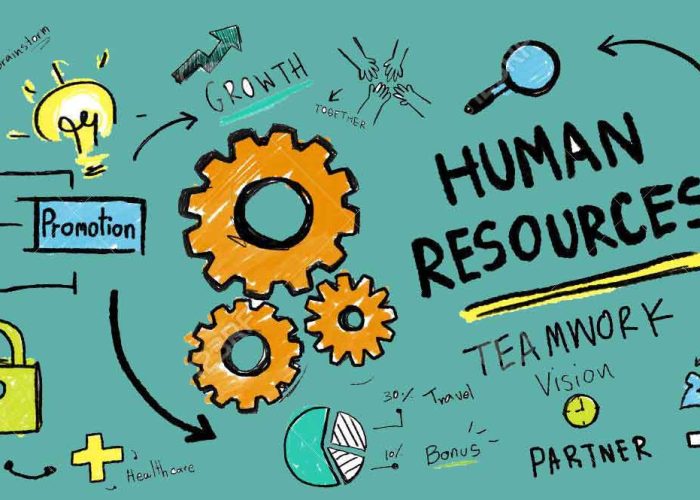 brainstorm
GROWTH
TOGETHER
HUMAN
RESOURCES
Promotion
TEAMWORK
Vision
PARTNER
30% Travel
10% Bonus
Healthcare